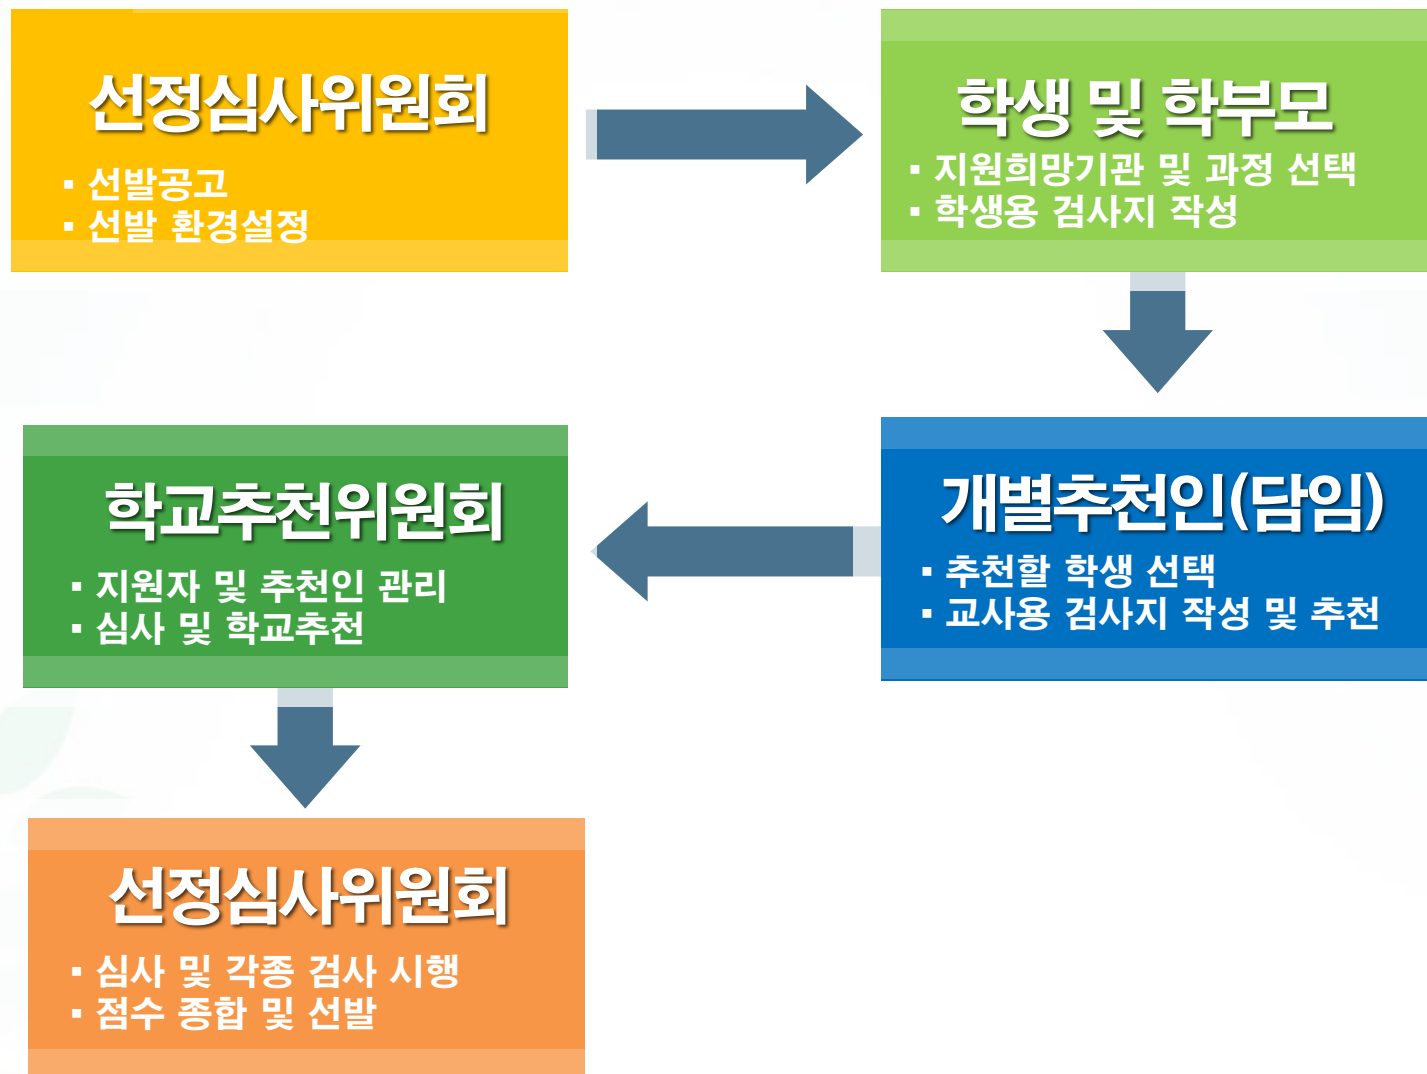 선정심사위원회
▪ 선발공고
▪ 선발 환경설정
학생 및 학부모
▪ 지원희망기관 및 과정 선택
▪ 학생용 검사지 작성
개별추천인(담임)
▪ 추천할 학생 선택
▪ 교사용 검사지 작성 및 추천
학교추천위원회
▪ 지원자 및 추천인 관리
▪ 심사 및 학교추천
선정심사위원회
▪ 심사 및 각종 검사 시행
▪ 점수 종합 및 선발